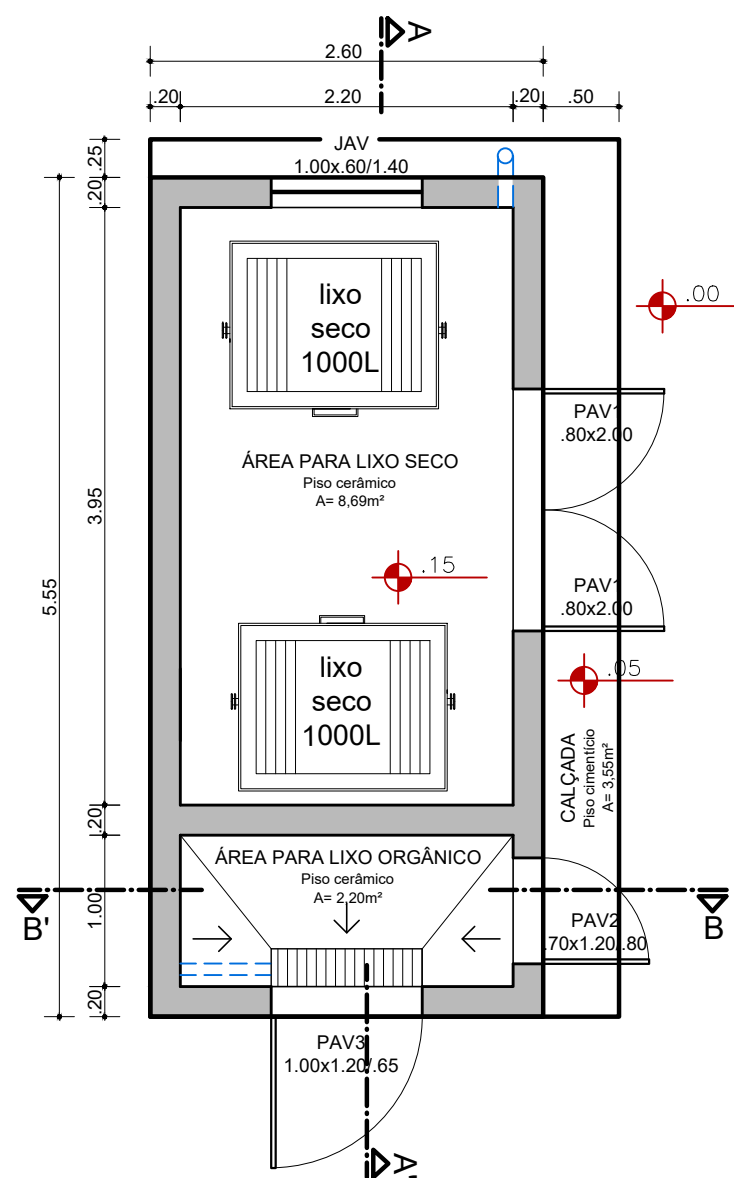 A
2.60
.20
2.20
.20
.50
JAV
1.00x.60/1.40
.25
.20
lixo
seco
1000L
.00
PAV1
.80x2.00
ÁREA PARA LIXO SECO
Piso cerâmico
A= 8,69m²
3.95
5.55
.15
PAV1
.80x2.00
lixo
seco
1000L
.05
CALÇADA
Piso cimentício
A= 3,55m²
.20
ÁREA PARA LIXO ORGÂNICO
Piso cerâmico
A= 2,20m²
1.00
B'
B
PAV2
.70x1.20/.80
.20
PAV3
1.00x1.20/.65
A'